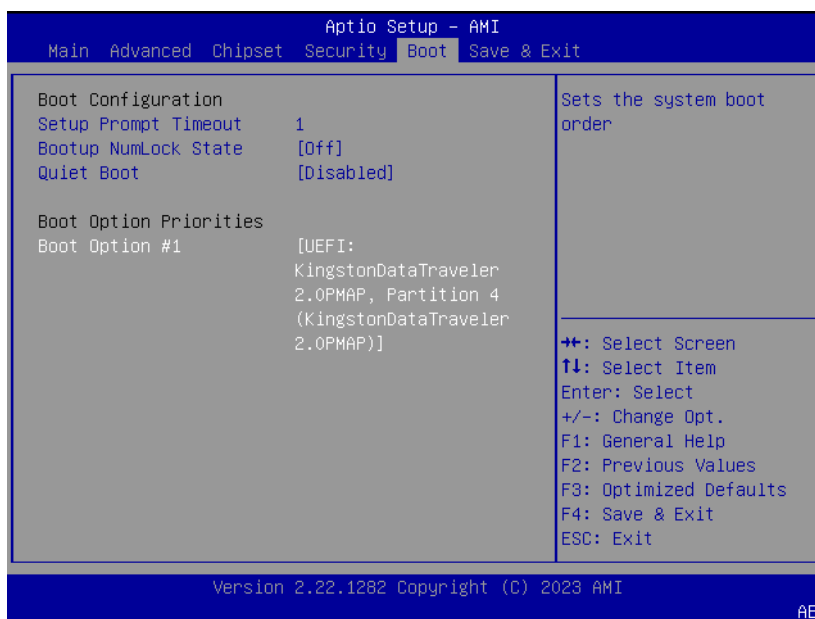 Aptio Setup – AMI
Main Advanced Chipset Security Boot Save & Exit
Boot Configuration
Setup Prompt Timeout 1
Bootup NumLock State [Off]
Quiet Boot [Disabled]
Boot Option Priorities
Boot Option #1 [UEFI:
KingstonDataTraveler
2.0PMAP, Partition 4
(KingstonDataTraveler
2.0PMAP)]
Sets the system boot
order
→←: Select Screen
↑↓: Select Item
Enter: Select
+/-: Change Opt.
F1: General Help
F2: Previous Values
F3: Optimized Defaults
F4: Save & Exit
ESC: Exit
Version 2.22.1282 Copyright (C) 2023 AMI
AB